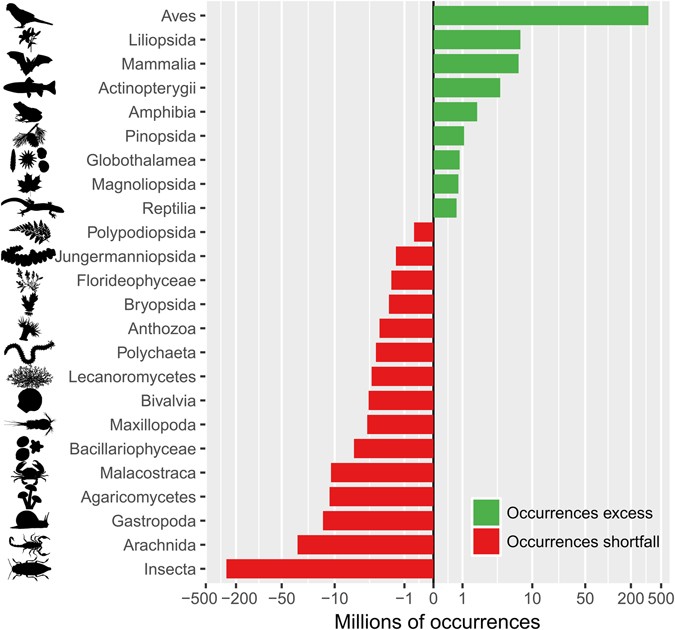 Aves
Liliopsida
Mammalia
Actinopterygii
Amphibia
Pinopsida
Globothalamea
Magnoliopsida
Reptilia
Polypodiopsida
Jungermanniopsida
Florideophyceae
Bryopsida
Anthozoa
Polychaeta
Lecanoromycetes
Bivalvia
Maxillopoda
Bacillariophyceae
Malacostraca
Agaricomycetes
Occurrences excess
Gastropoda
Occurrences shortfall
Arachnida
Insecta
-500 -200 -50 -10 -1 0 1 10 50 200 500
Millions of occurrences